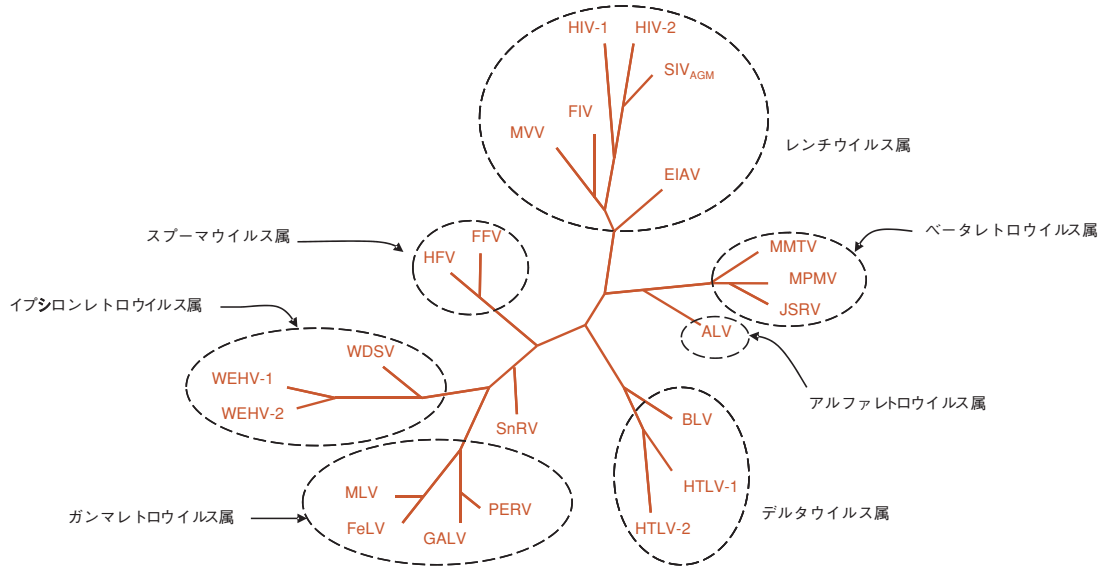 HIV-1
HIV-2
SIVAGM
FIV
MVV
EIAV
レンチウイルス属
スプーマウイルス属
FFV
HFV
ベータレトロウイルス属
MMTV
MPMV
JSRV
イプシロンレトロウイルス属
ALV
WDSV
WEHV-1
WEHV-2
アルファレトロウイルス属
SnRV
BLV
HTLV-1
HTLV-2
デルタウイルス属
MLV
FeLV
GALV
PERV
ガンマレトロウイルス属